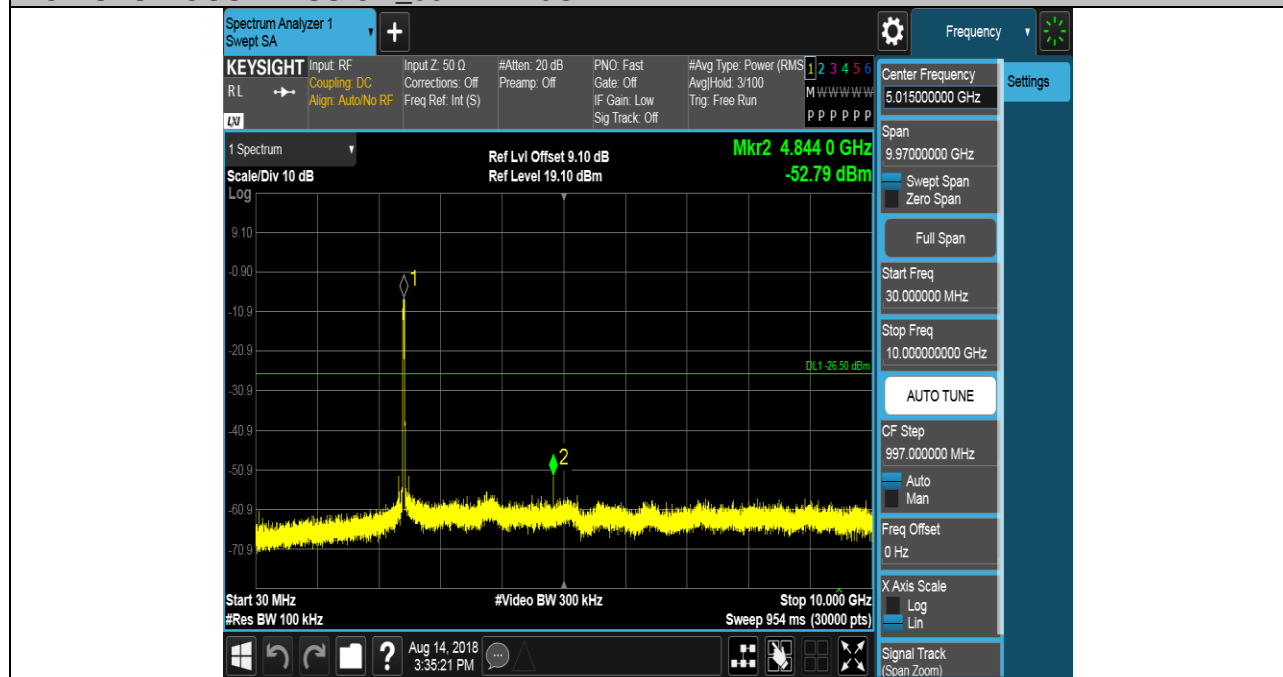 Spectrum Analyzer 1
Swept SA
Frequency
KEYSIGHT
RL
LXI
Input: RF
Coupling: DC
Align: Auto/No RF
Input Z: 50 Ω
Corrections: Off
Freq Ref: Int (S)
#Atten: 20 dB
Preamp: Off
PNO: Fast
Gate: Off
IF Gain: Low
Sig Track: Off
#Avg Type: Power (RMS
Avg|Hold: 3/100
Trig: Free Run
1 2 3 4 5 6
M W W W W W
P P P P P P
1 Spectrum
Scale/Div 10 dB
Log
Ref Lvl Offset 9.10 dB
Ref Level 19.10 dBm
Mkr2 4.844 0 GHz
-52.79 dBm
9.10
-0.90
-10.9
-20.9
-30.9
-40.9
-50.9
-60.9
-70.9
1
DL1 -26.50 dBm
2
Start 30 MHz
#Res BW 100 kHz
#Video BW 300 kHz
Stop 10.000 GHz
Sweep 954 ms (30000 pts)
Settings
Center Frequency
5.015000000 GHz
Span
9.97000000 GHz
Swept Span
Zero Span
Full Span
Start Freq
30.000000 MHz
Stop Freq
10.000000000 GHz
AUTO TUNE
CF Step
997.000000 MHz
Auto
Man
Freq Offset
0 Hz
X Axis Scale
Log
Lin
Signal Track
(Span Zoom)
?
Aug 14, 2018
3:35:21 PM